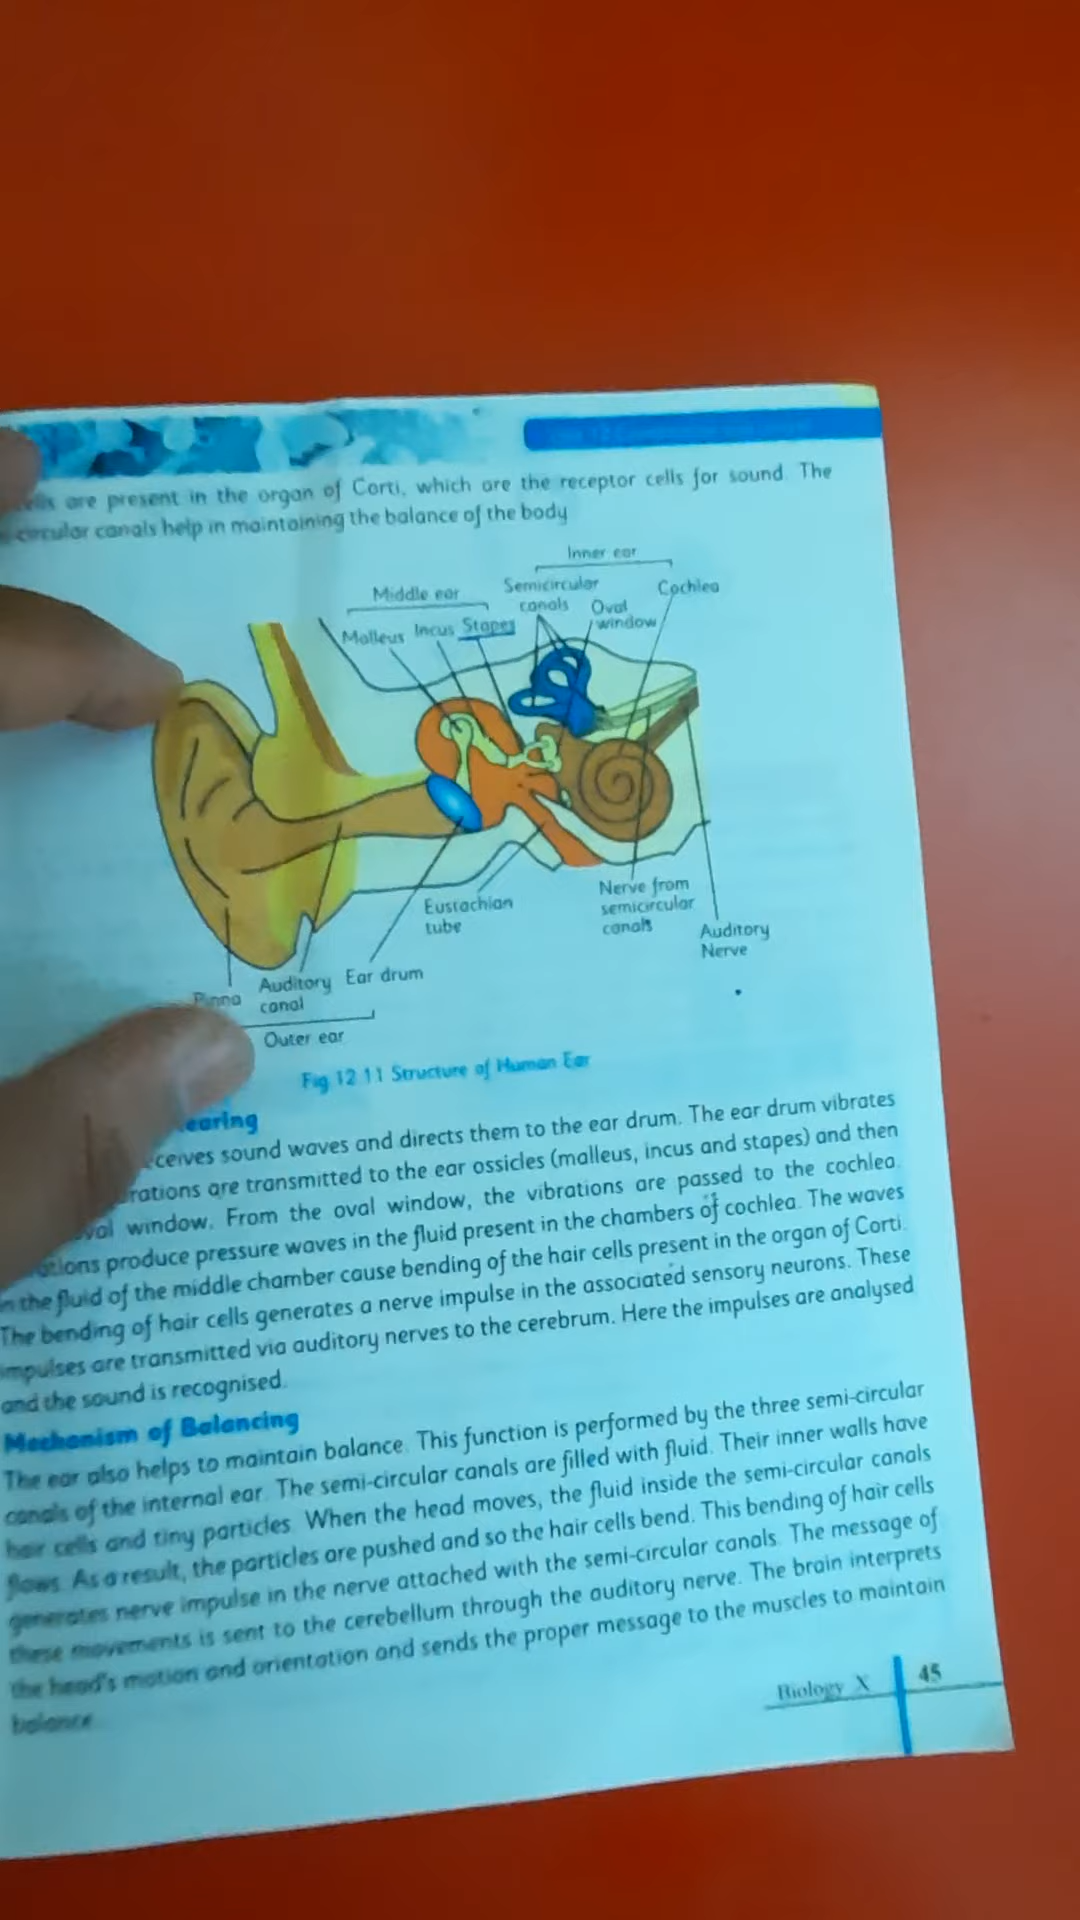 are present in the organ of Corti, which are the receptor cells for sound. The
circular canals help in maintaining the balance of the body
Inner ear
Middle ear
Semicircular
canals
Cochlea
Oval
window
Malleus
Incus
Stapes
Eustachian
tube
Nerve from
semicircular
canals
Auditory
Nerve
Pinna
Auditory
canal
Ear drum
Outer ear
Fig 12 11 Structure of Human Ear
earing
ceives sound waves and directs them to the ear drum. The ear drum vibrates
rations are transmitted to the ear ossicles (malleus, incus and stapes) and then
val window. From the oval window, the vibrations are passed to the cochlea.
ations produce pressure waves in the fluid present in the chambers of cochlea. The waves
in the fluid of the middle chamber cause bending of the hair cells present in the organ of Corti.
The bending of hair cells generates a nerve impulse in the associated sensory neurons. These
impulses are transmitted via auditory nerves to the cerebrum. Here the impulses are analysed
and the sound is recognised.
Mechanism of Balancing
The ear also helps to maintain balance. This function is performed by the three semi-circular
canals of the internal ear. The semi-circular canals are filled with fluid. Their inner walls have
hair cells and tiny particles. When the head moves, the fluid inside the semi-circular canals
flows. As a result, the particles are pushed and so the hair cells bend. This bending of hair cells
generates nerve impulse in the nerve attached with the semi-circular canals. The message of
these movements is sent to the cerebellum through the auditory nerve. The brain interprets
the head's motion and orientation and sends the proper message to the muscles to maintain
balance
Biology X
45